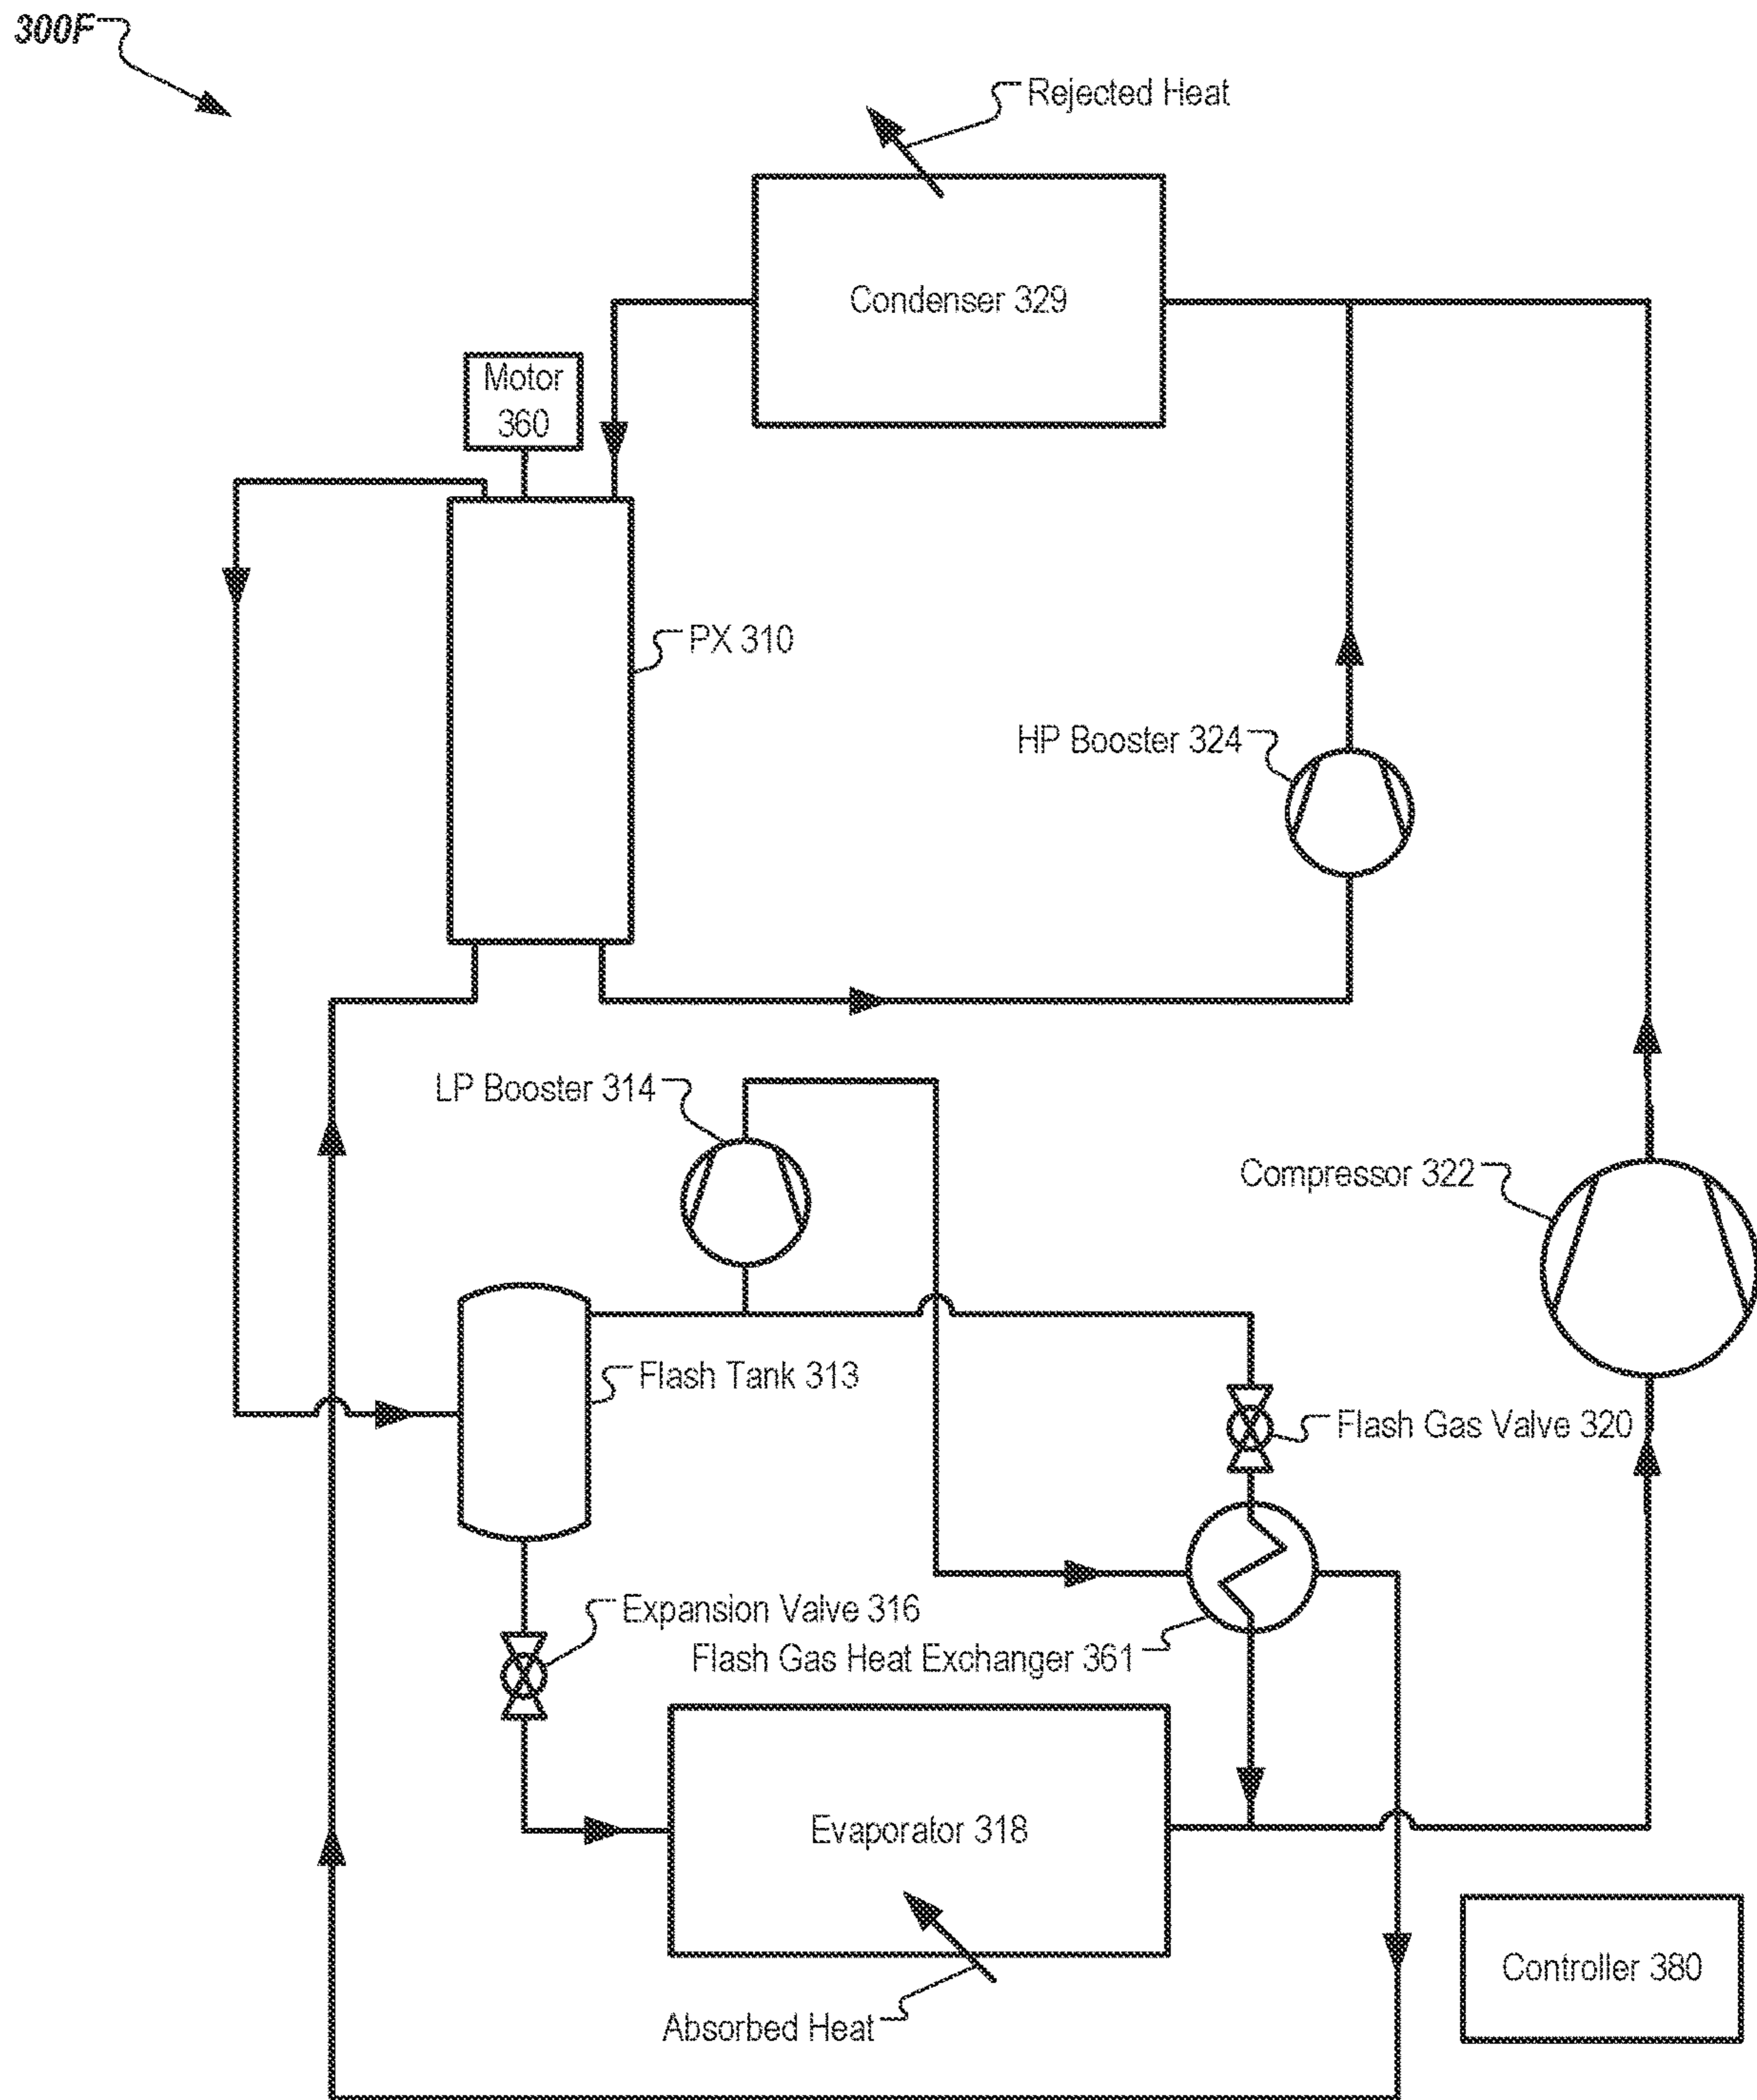 300F
Rejected Heat
Condenser 329
Motor
360
PX 310
HP Booster 324
LP Booster 314
Compressor 322
Flash Tank 313
Flash Gas Valve 320
Expansion Valve 316
Flash Gas Heat Exchanger 361
Evaporator 318
Controller 380
Absorbed Heat